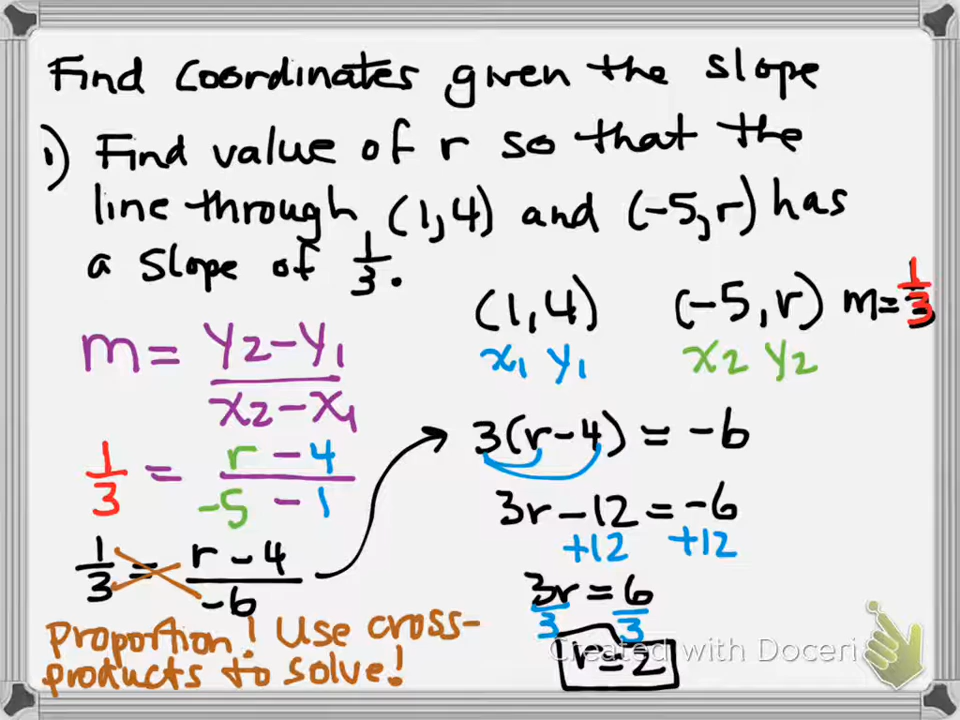 Find coordinates given the slope
1) Find value of r so that the
line through (1,4) and (-5,r) has
a slope of 1/3.
(1,4) (-5,r) m=1/3
x1 y1 x2 y2
m = y2-y1 / x2-x1
1/3 = r-4 / -5-1
1/3 = r-4 / -6
Proportion! Use cross-
products to solve!
3(r-4) = -6
3r-12 = -6
+12 +12
3r = 6
3 3
r=2
Created with Doceri